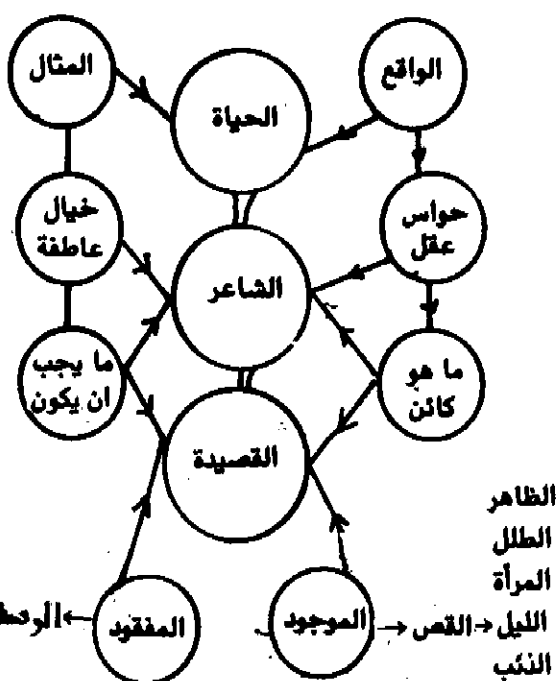 الواقع
الحياة
المثال
حواس
عقل
الشاعر
خيال
عاطفة
ما هو
كائن
القصيدة
ما يجب
ان يكون
الموجود
المفقود
القص
الظاهر
الطلل
المرأة
الليل
الذئب